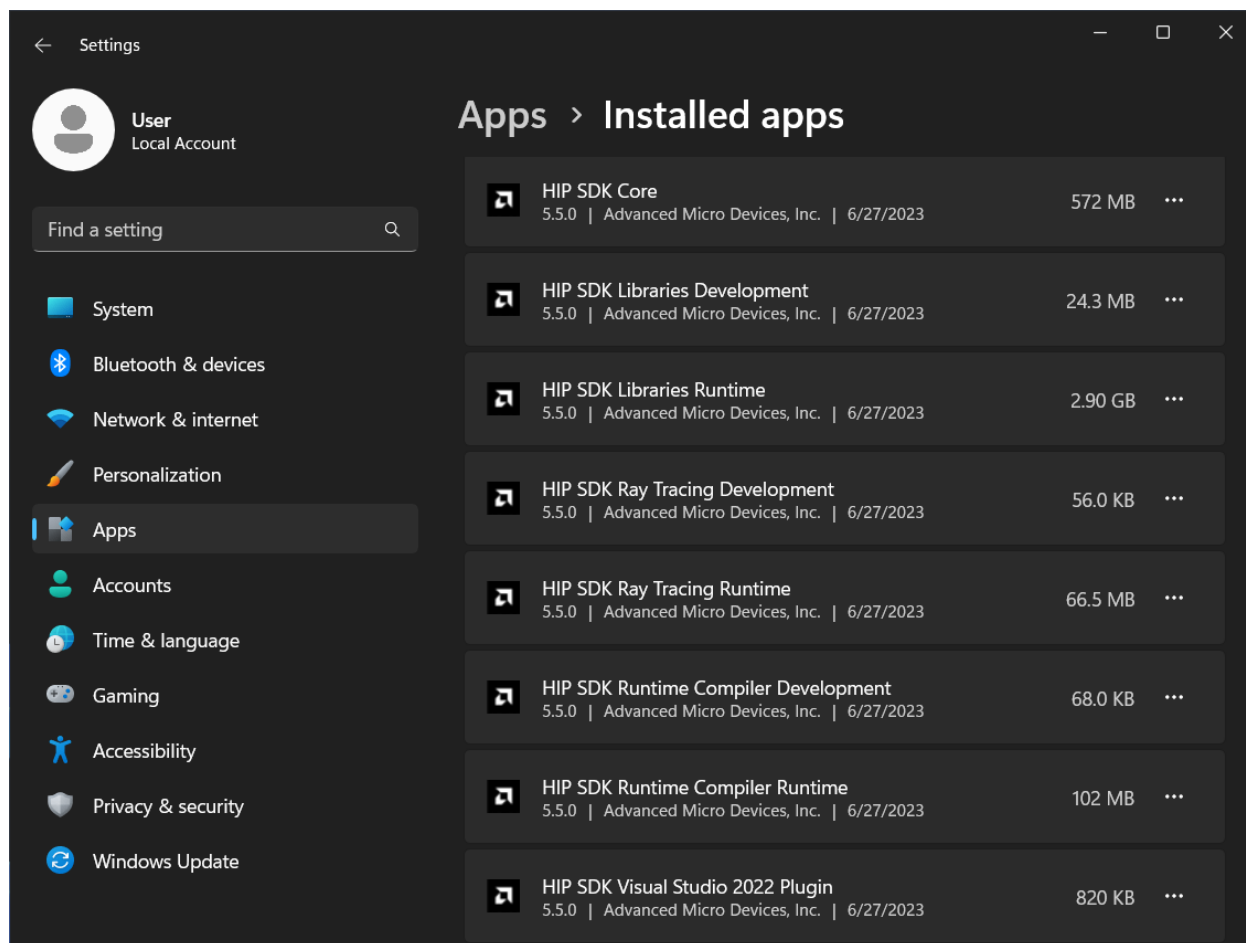 Settings
User
Local Account
Find a setting
System
Bluetooth & devices
Network & internet
Personalization
Apps
Accounts
Time & language
Gaming
Accessibility
Privacy & security
Windows Update
Apps > Installed apps
HIP SDK Core
5.5.0 | Advanced Micro Devices, Inc. | 6/27/2023
572 MB
HIP SDK Libraries Development
5.5.0 | Advanced Micro Devices, Inc. | 6/27/2023
24.3 MB
HIP SDK Libraries Runtime
5.5.0 | Advanced Micro Devices, Inc. | 6/27/2023
2.90 GB
HIP SDK Ray Tracing Development
5.5.0 | Advanced Micro Devices, Inc. | 6/27/2023
56.0 KB
HIP SDK Ray Tracing Runtime
5.5.0 | Advanced Micro Devices, Inc. | 6/27/2023
66.5 MB
HIP SDK Runtime Compiler Development
5.5.0 | Advanced Micro Devices, Inc. | 6/27/2023
68.0 KB
HIP SDK Runtime Compiler Runtime
5.5.0 | Advanced Micro Devices, Inc. | 6/27/2023
102 MB
HIP SDK Visual Studio 2022 Plugin
5.5.0 | Advanced Micro Devices, Inc. | 6/27/2023
820 KB